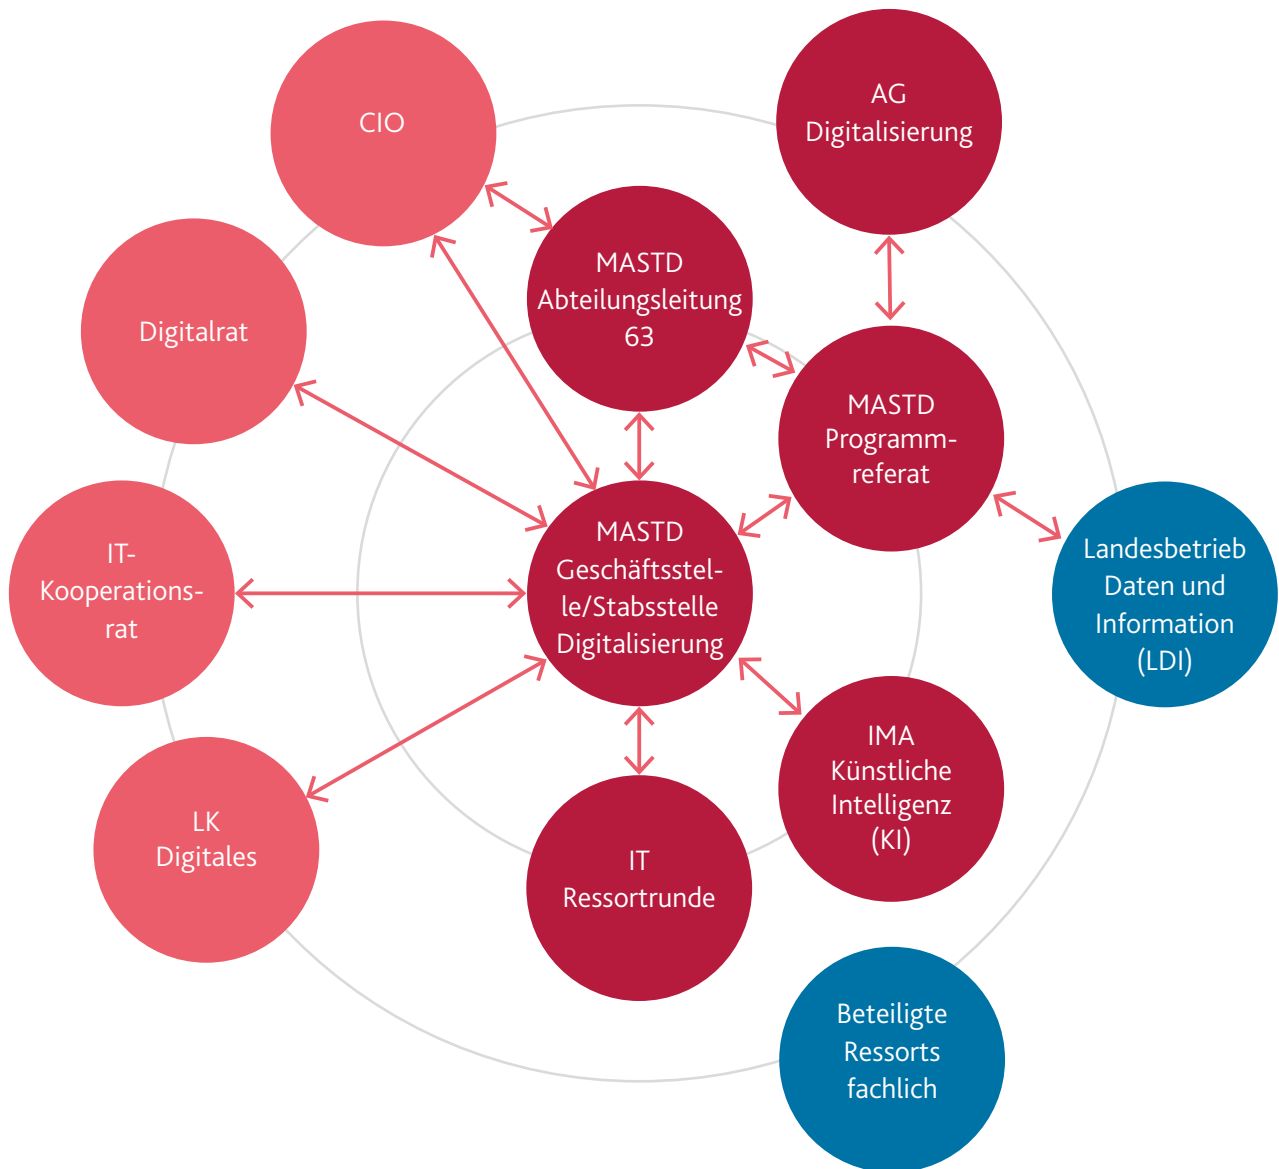 AG
Digitalisierung
CIO
MASTD
Abteilungsleitung
63
Digitalrat
MASTD
Programm-
referat
MASTD
Geschäftsstel-
le/Stabsstelle
Digitalisierung
IT-
Kooperations-
rat
Landesbetrieb
Daten und
Information
(LDI)
IMA
Künstliche
Intelligenz
(KI)
LK
Digitales
IT
Ressortrunde
Beteiligte
Ressorts
fachlich